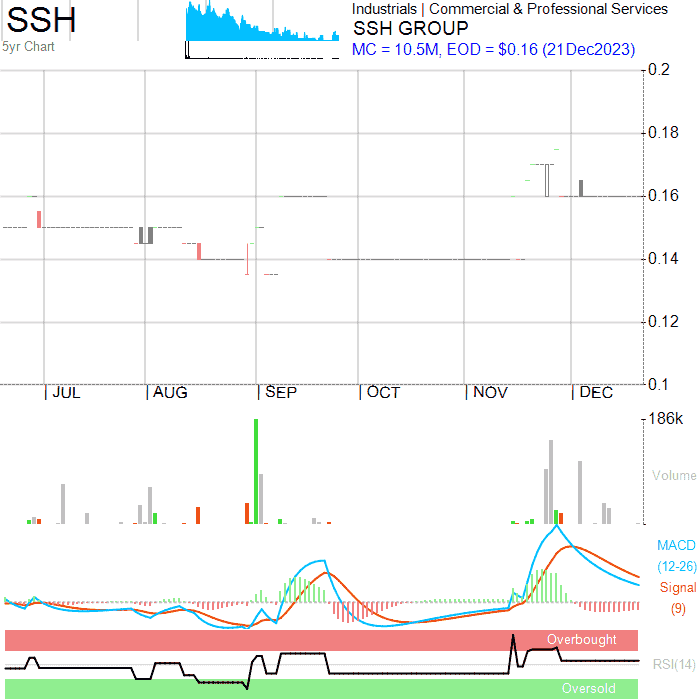 SSH
5yr Chart
Industrials | Commercial & Professional Services
SSH GROUP
MC = 10.5M, EOD = $0.16 (21Dec2023)
0.2
0.18
0.16
0.14
0.12
0.1
JUL
AUG
SEP
OCT
NOV
DEC
186k
Volume
MACD
(12-26)
Signal
(9)
Overbought
RSI(14)
Oversold